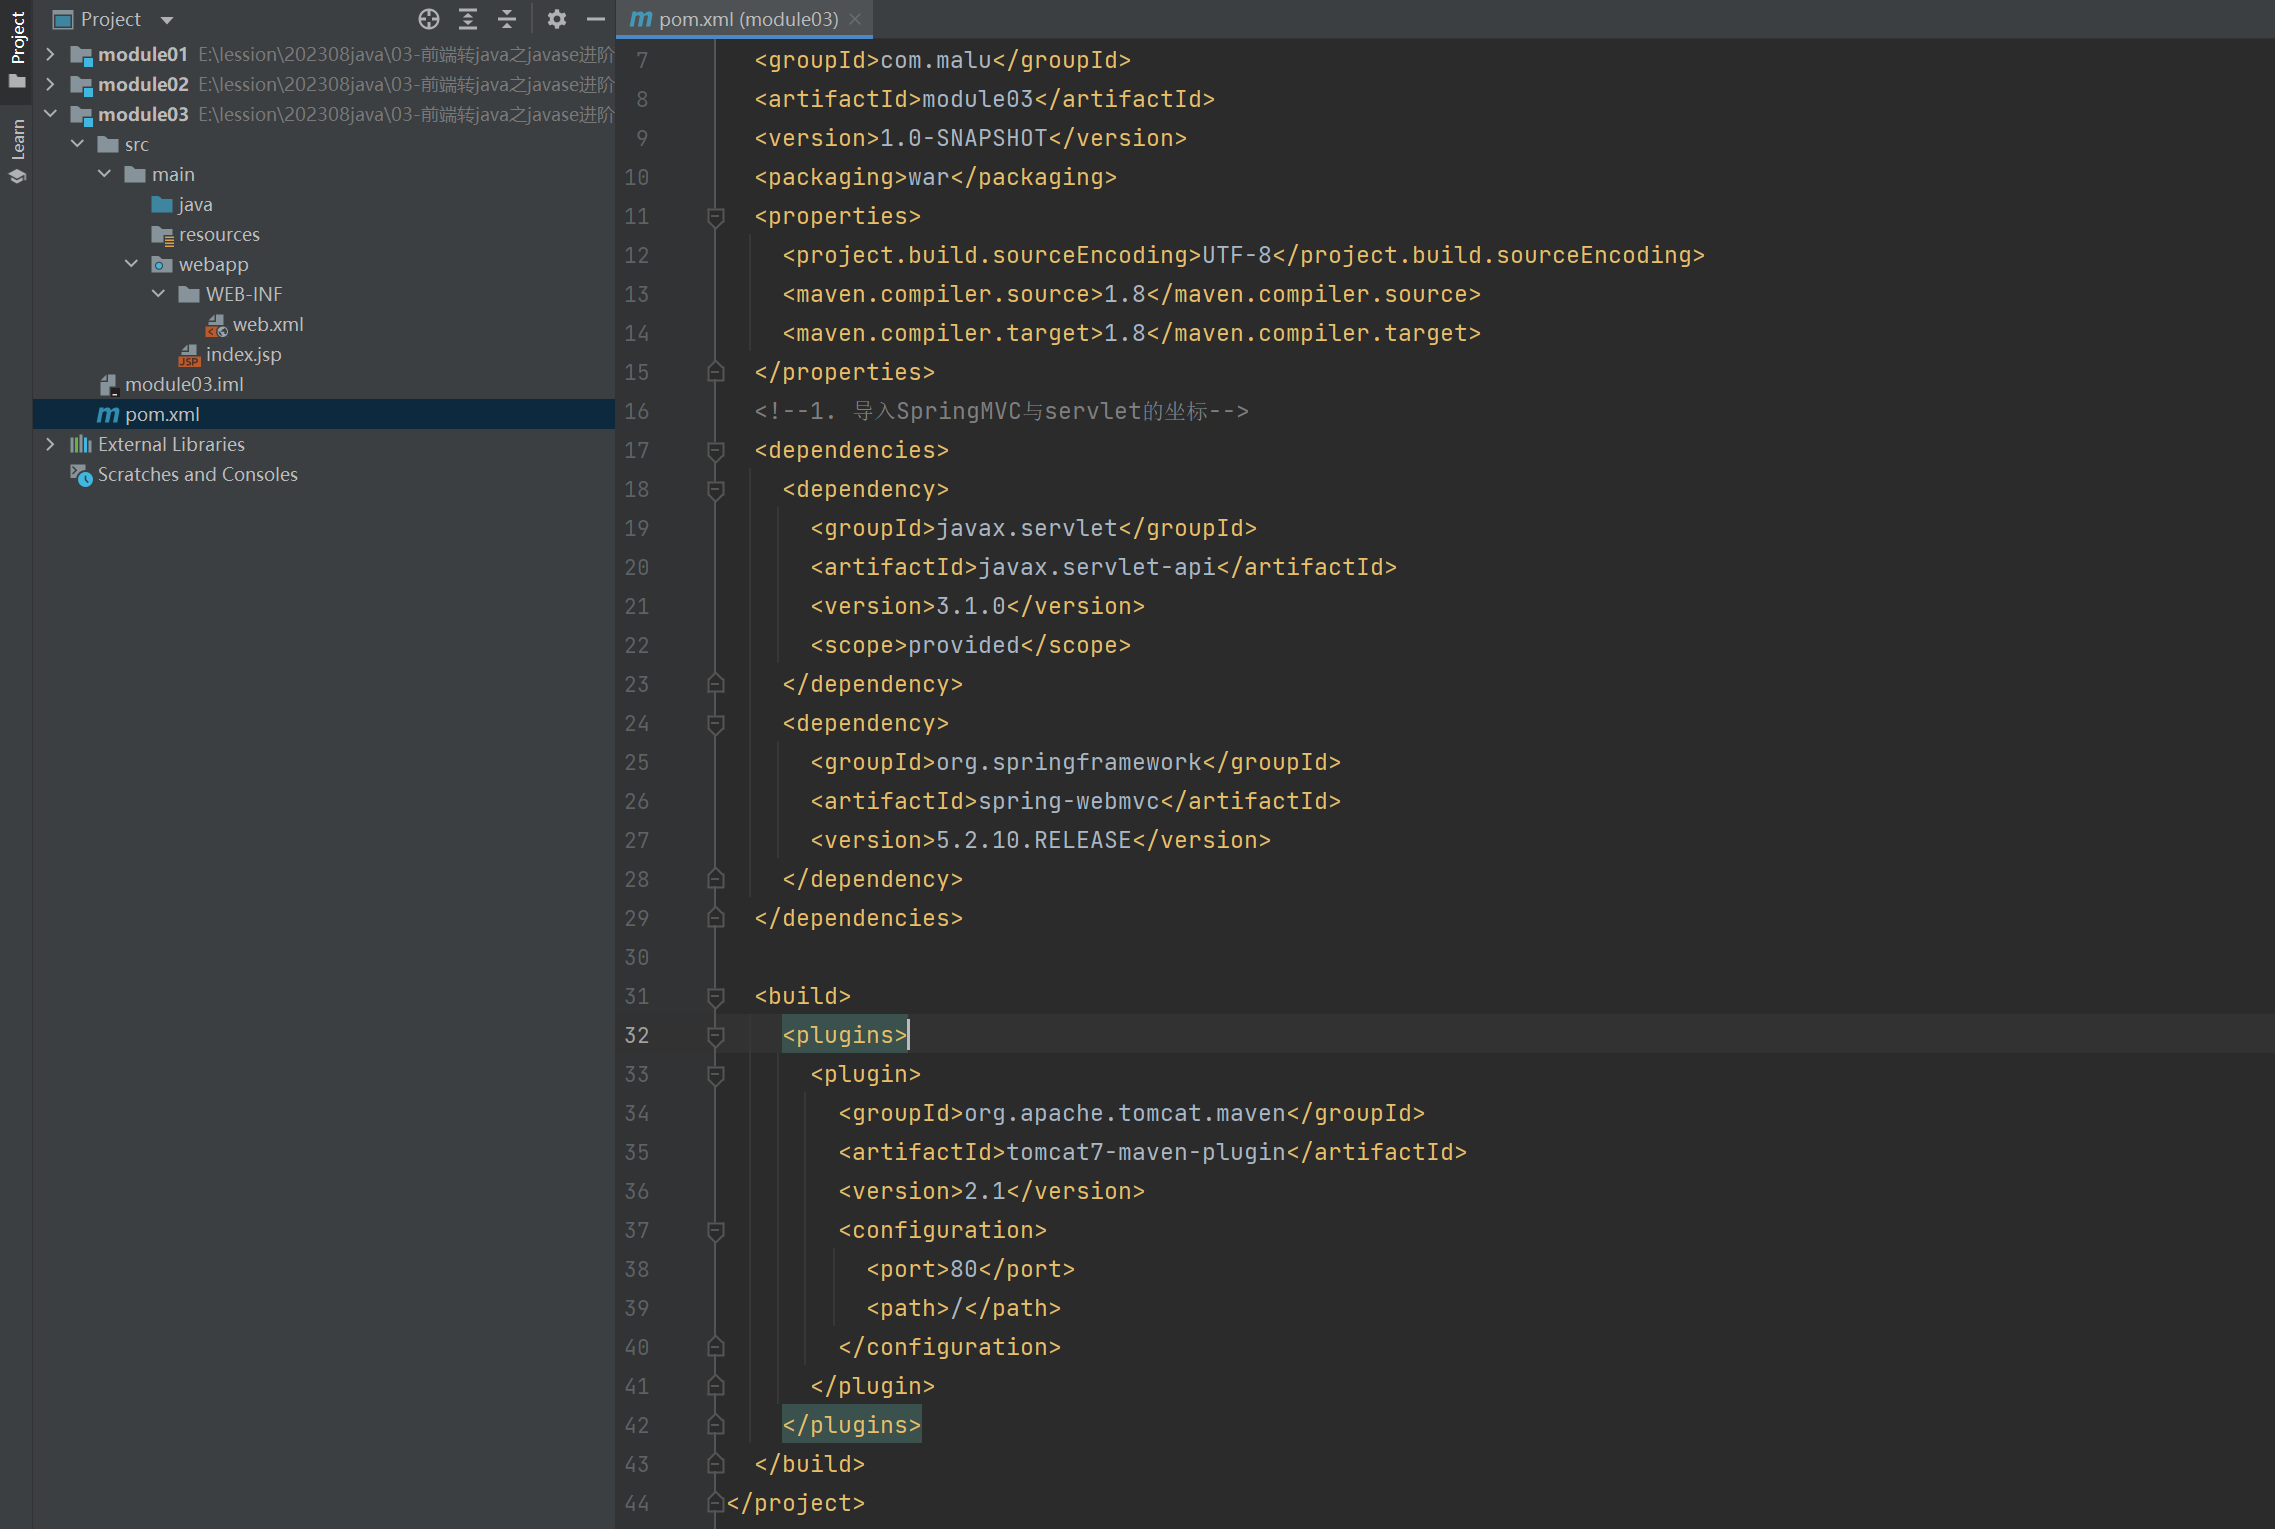 Project
Learn
Project
module01 E:\lession\202308java\03-前端转java之javase进阶
module02 E:\lession\202308java\03-前端转java之javase进阶
module03 E:\lession\202308java\03-前端转java之javase进阶
src
main
java
resources
webapp
WEB-INF
web.xml
index.jsp
module03.iml
pom.xml
External Libraries
Scratches and Consoles
pom.xml (module03)
7 <groupId>com.malu</groupId>
8 <artifactId>module03</artifactId>
9 <version>1.0-SNAPSHOT</version>
10 <packaging>war</packaging>
11 <properties>
12 <project.build.sourceEncoding>UTF-8</project.build.sourceEncoding>
13 <maven.compiler.source>1.8</maven.compiler.source>
14 <maven.compiler.target>1.8</maven.compiler.target>
15 </properties>
16 <!--1. 导入SpringMVC与servlet的坐标-->
17 <dependencies>
18 <dependency>
19 <groupId>javax.servlet</groupId>
20 <artifactId>javax.servlet-api</artifactId>
21 <version>3.1.0</version>
22 <scope>provided</scope>
23 </dependency>
24 <dependency>
25 <groupId>org.springframework</groupId>
26 <artifactId>spring-webmvc</artifactId>
27 <version>5.2.10.RELEASE</version>
28 </dependency>
29 </dependencies>
30
31 <build>
32 <plugins>
33 <plugin>
34 <groupId>org.apache.tomcat.maven</groupId>
35 <artifactId>tomcat7-maven-plugin</artifactId>
36 <version>2.1</version>
37 <configuration>
38 <port>80</port>
39 <path>/</path>
40 </configuration>
41 </plugin>
42 </plugins>
43 </build>
44 </project>